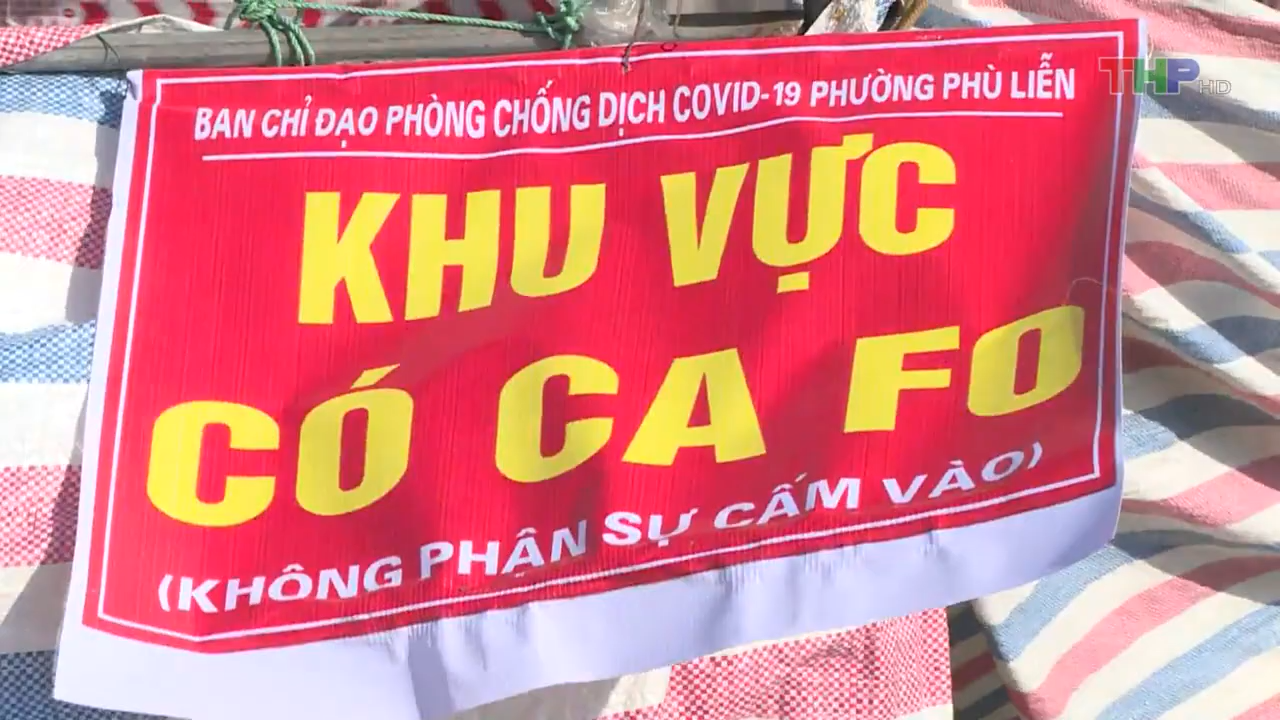 BAN CHỈ ĐẠO PHÒNG CHỐNG DỊCH COVID-19 PHƯỜNG PHÙ LIỄN
THP HD
KHU VỰC
CÓ CA FO
(KHÔNG PHẬN SỰ CẤM VÀO)